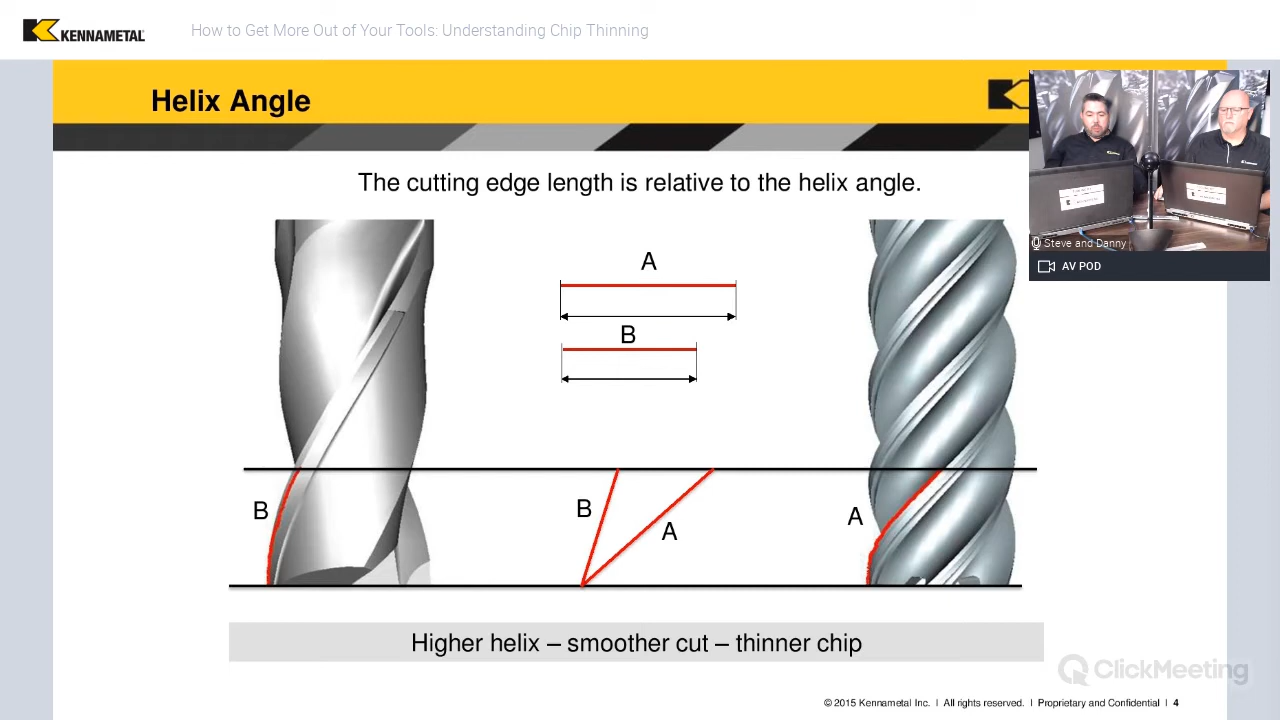 KENNAMETAL
How to Get More Out of Your Tools: Understanding Chip Thinning
Helix Angle
The cutting edge length is relative to the helix angle.
Steve and Danny
AV POD
A
B
B
B
A
A
Higher helix – smoother cut – thinner chip
ClickMeeting
© 2015 Kennametal Inc. I All rights reserved. I Proprietary and Confidential I 4